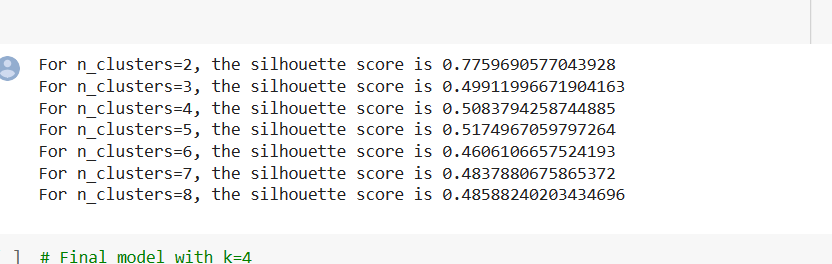 For n_clusters=2, the silhouette score is 0.7759690577043928
For n_clusters=3, the silhouette score is 0.49911996671904163
For n_clusters=4, the silhouette score is 0.5083794258744885
For n_clusters=5, the silhouette score is 0.5174967059797264
For n_clusters=6, the silhouette score is 0.4606106657524193
For n_clusters=7, the silhouette score is 0.4837880675865372
For n_clusters=8, the silhouette score is 0.48588240203434696
] # Final model with k=4